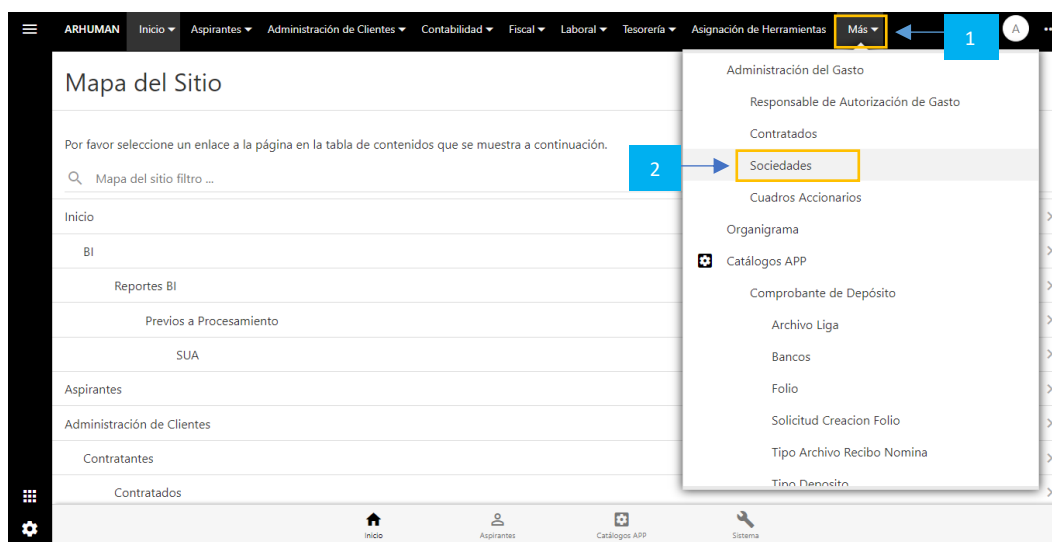 ARHUMAN Inicio Aspirantes Administración de Clientes Contabilidad Fiscal Laboral Tesorería Asignación de Herramientas Más 1 A
Mapa del Sitio
Por favor seleccione un enlace a la página en la tabla de contenidos que se muestra a continuación.
Mapa del sitio filtro ...
Inicio
BI
Reportes BI
Previos a Procesamiento
SUA
Aspirantes
Administración de Clientes
Contratantes
Contratados
Administración del Gasto
Responsable de Autorización de Gasto
Contratados
2 Sociedades
Cuadros Accionarios
Organigrama
Catálogos APP
Comprobante de Depósito
Archivo Liga
Bancos
Folio
Solicitud Creacion Folio
Tipo Archivo Recibo Nomina
Tipo Deposito
Inicio Aspirantes Catálogos APP Sistema